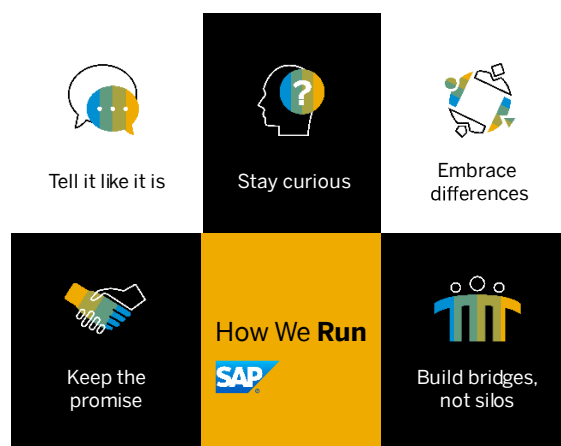 Tell it like it is
?
Stay curious
Embrace
differences
Keep the
promise
How We Run
SAP®
Build bridges,
not silos